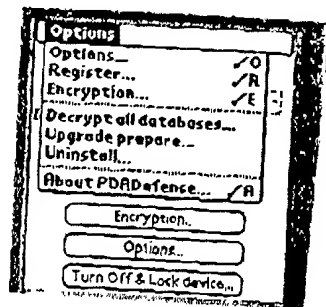 Options
Options... ✓O
Register... ✓R
Encryption... ✓E
Decrypt all databases...
Upgrade prepare...
Uninstall...
About PDADefense... ✓A
Encryption...
Options...
Turn Off & Lock device...